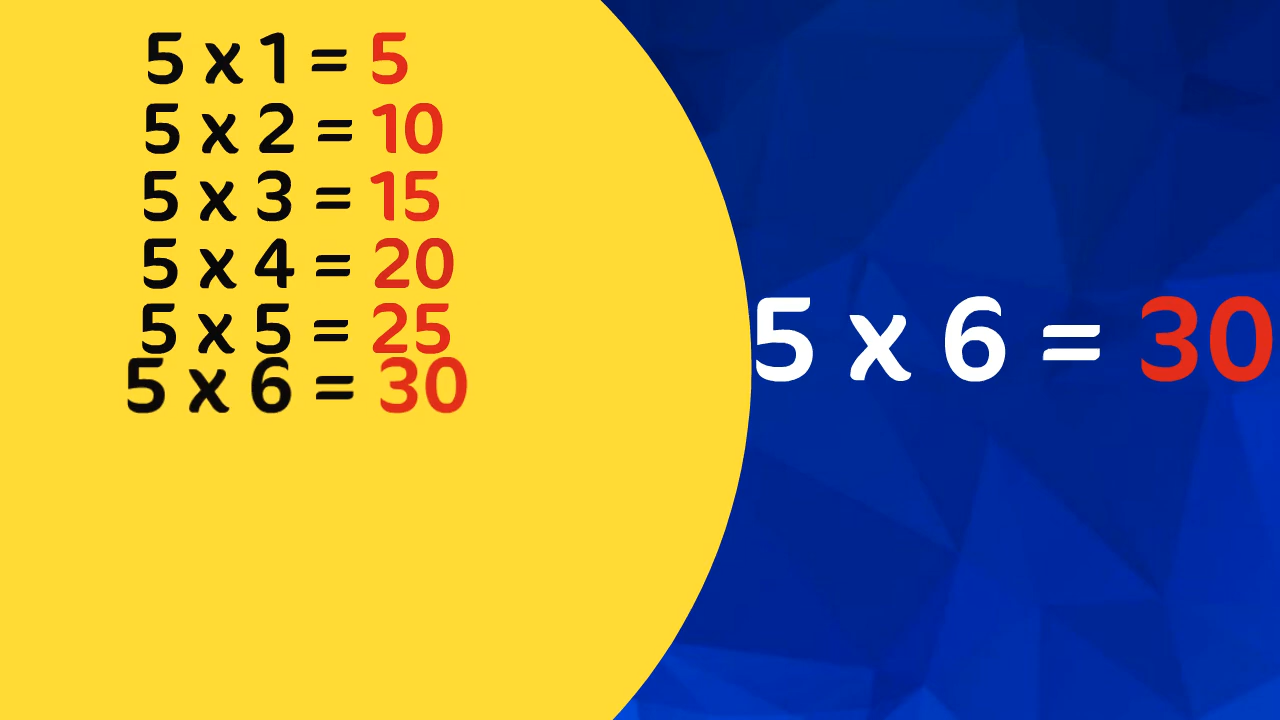 5 x 1 = 5
5 x 2 = 10
5 x 3 = 15
5 x 4 = 20
5 x 5 = 25
5 x 6 = 30
5 x 6 = 30